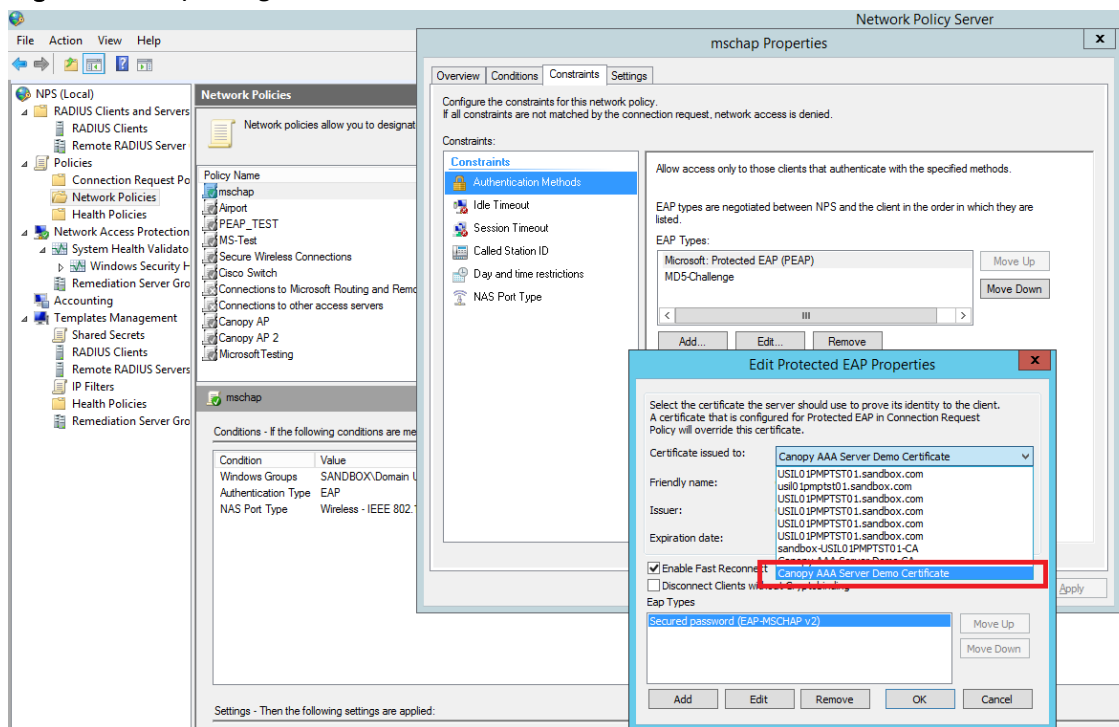 Network Policy Server
File Action View Help
NPS (Local)
RADIUS Clients and Servers
RADIUS Clients
Remote RADIUS Server
Policies
Connection Request Po
Network Policies
Health Policies
Network Access Protection
System Health Validato
Windows Security H
Remediation Server Gro
Accounting
Templates Management
Shared Secrets
RADIUS Clients
Remote RADIUS Servers
IP Filters
Health Policies
Remediation Server Gro
Network Policies
Network policies allow you to designat
Policy Name
mschap
Airport
PEAP_TEST
MS-Test
Secure Wireless Connections
Cisco Switch
Connections to Microsoft Routing and Remo
Connections to other access servers
Canopy AP
Canopy AP 2
MicrosoftTesting
mschap
Conditions - If the following conditions are me
Condition Value
Windows Groups SANDBOX\Domain U
Authentication Type EAP
NAS Port Type Wireless - IEEE 802.1
Settings - Then the following settings are applied:
mschap Properties
x
Overview Conditions Constraints Settings
Configure the constraints for this network policy.
If all constraints are not matched by the connection request, network access is denied.
Constraints:
Constraints
Authentication Methods
Idle Timeout
Session Timeout
Called Station ID
Day and time restrictions
NAS Port Type
Allow access only to those clients that authenticate with the specified methods.
EAP types are negotiated between NPS and the client in the order in which they are
listed.
EAP Types:
Microsoft: Protected EAP (PEAP)
MD5-Challenge
Move Up
Move Down
Add... Edit... Remove
Apply
Edit Protected EAP Properties
x
Select the certificate the server should use to prove its identity to the client.
A certificate that is configured for Protected EAP in Connection Request
Policy will override this certificate.
Certificate issued to: Canopy AAA Server Demo Certificate
Friendly name:
Issuer:
Expiration date:
USIL01PMPTST01.sandbox.com
usil01pmptst01.sandbox.com
USIL01PMPTST01.sandbox.com
USIL01PMPTST01.sandbox.com
USIL01PMPTST01.sandbox.com
sandbox-USIL01PMPTST01-CA
Canopy AAA Server Demo CA
Canopy AAA Server Demo Certificate
Enable Fast Reconnect
Disconnect Clients without Cryptobinding
Eap Types
Secured password (EAP-MSCHAP v2)
Move Up
Move Down
Add Edit Remove OK Cancel